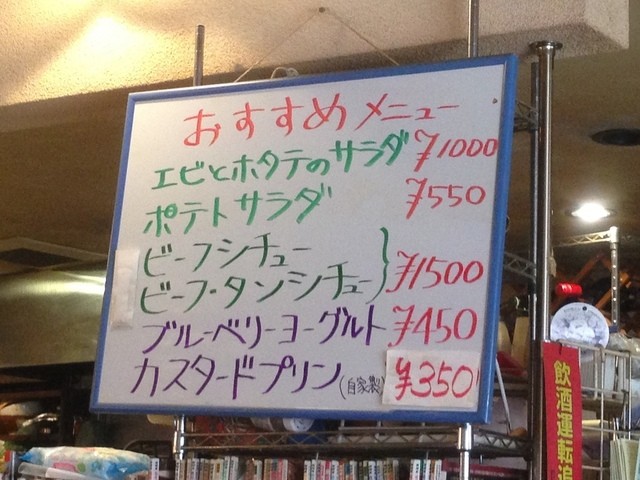 おすすめメニュー
エビとホタテのサラダ ¥1000
ポテトサラダ ¥550
ビーフシチュー
ビーフ・タンシチュー } ¥1500
ブルーベリーヨーグルト ¥450
カスタードプリン(自家製) ¥350
飲酒運転追